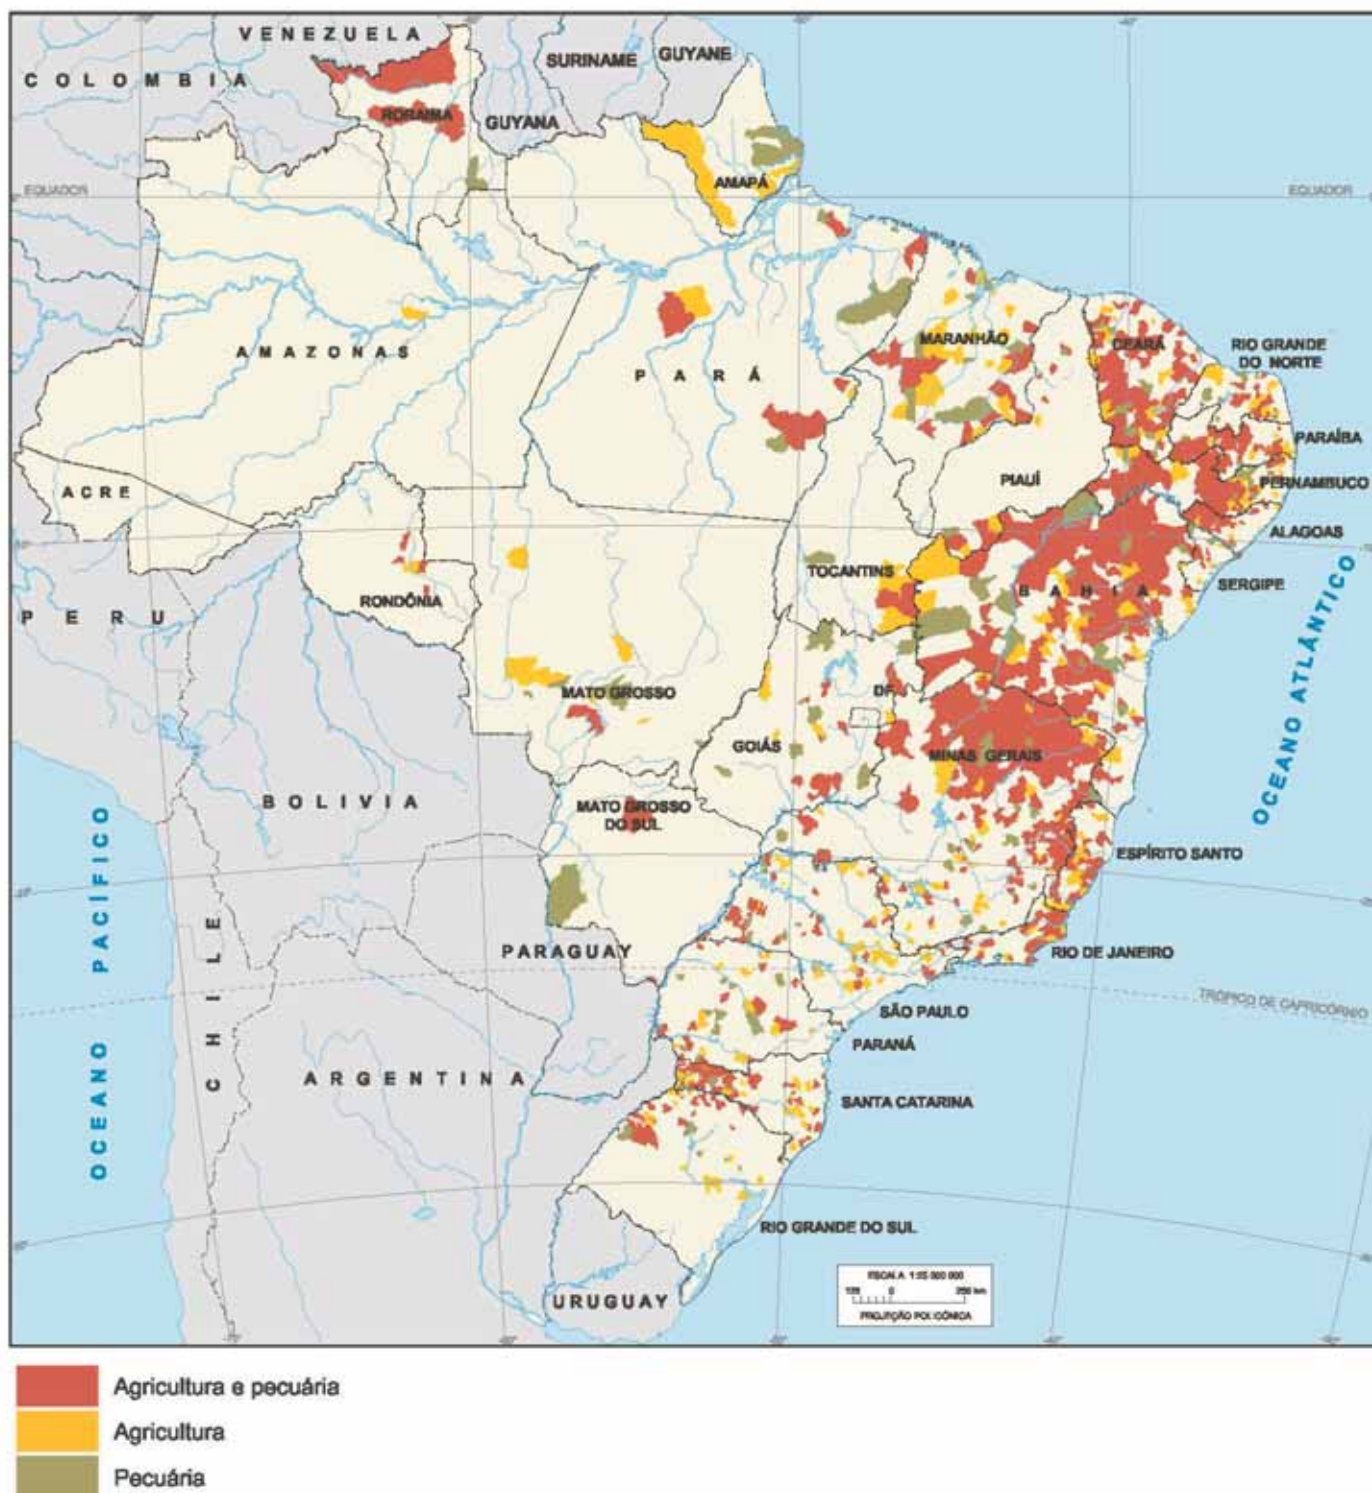 VENEZUELA
COLOMBIA
SURINAME
GUYANE
GUYANA
RORAIMA
AMAPÁ
EQUADOR
EQUADOR
AMAZONAS
PARÁ
MARANHÃO
CEARÁ
RIO GRANDE
DO NORTE
PARAÍBA
PERNAMBUCO
PIAUÍ
ACRE
ALAGOAS
TOCANTINS
SERGIPE
BAHIA
RONDÔNIA
PERU
MATO GROSSO
DF
GOIÁS
MINAS GERAIS
OCEANO ATLÂNTICO
BOLIVIA
MATO GROSSO
DO SUL
ESPÍRITO SANTO
OCEANO PACÍFICO
CHILE
PARAGUAY
RIO DE JANEIRO
TRÓPICO DE CAPRICÓRNIO
SÃO PAULO
PARANÁ
ARGENTINA
SANTA CATARINA
RIO GRANDE DO SUL
URUGUAY
PROJEÇÃO POLICÔNICA
Agricultura e pecuária
Agricultura
Pecuária